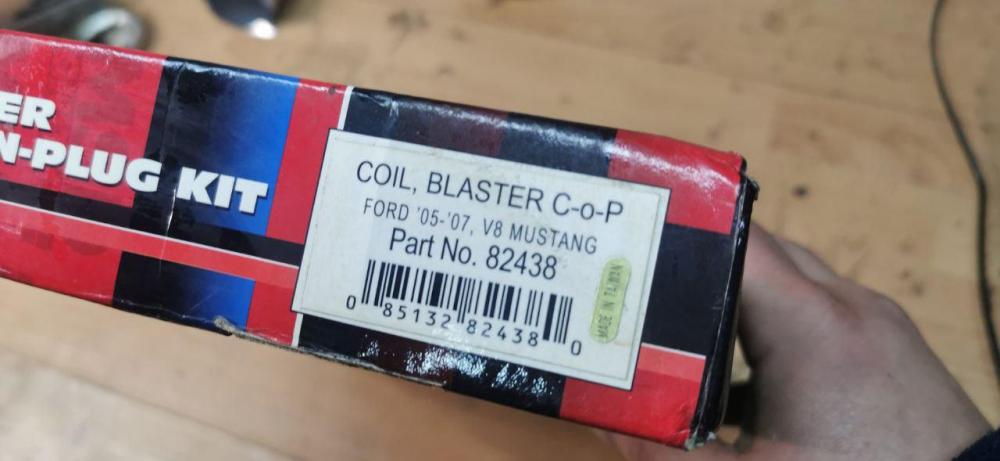 ER
N-PLUG KIT
COIL, BLASTER C-o-P
FORD '05-'07, V8 MUSTANG
Part No. 82438
0 85132 82438 0
MADE IN TAIWAN